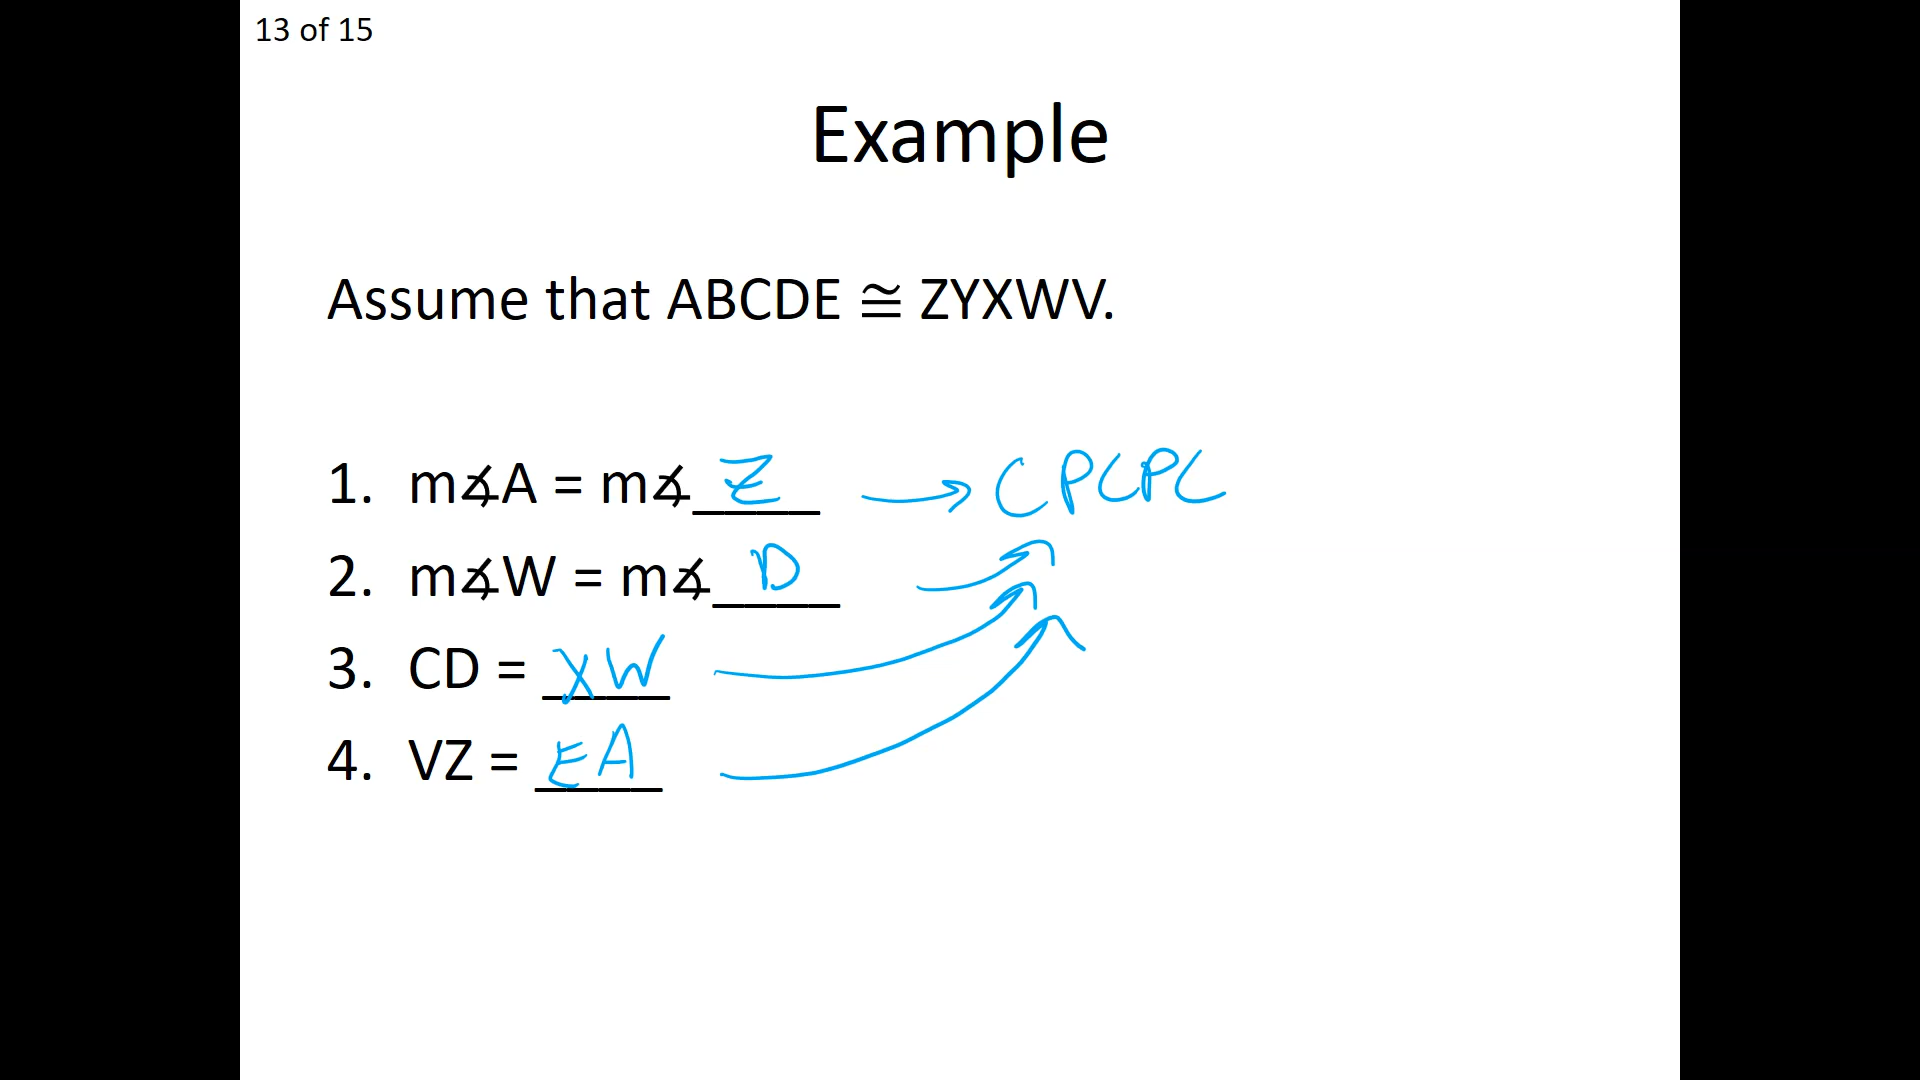 13 of 15
Example
Assume that ABCDE ≅ ZYXWV.
1. m∡A = m∡ Z → CPCPC
2. m∡W = m∡ D
3. CD = XW
4. VZ = EA